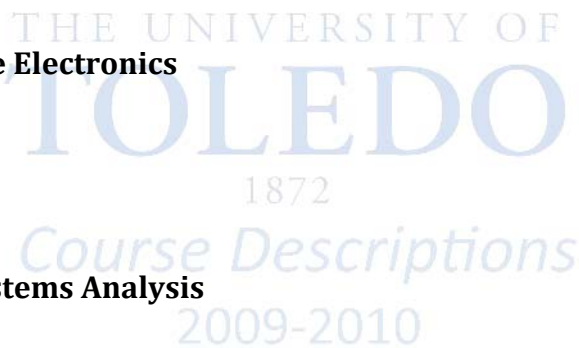 THE UNIVERSITY OF
e Electronics
TOLEDO
1872
Course Descriptions
stems Analysis
2009-2010